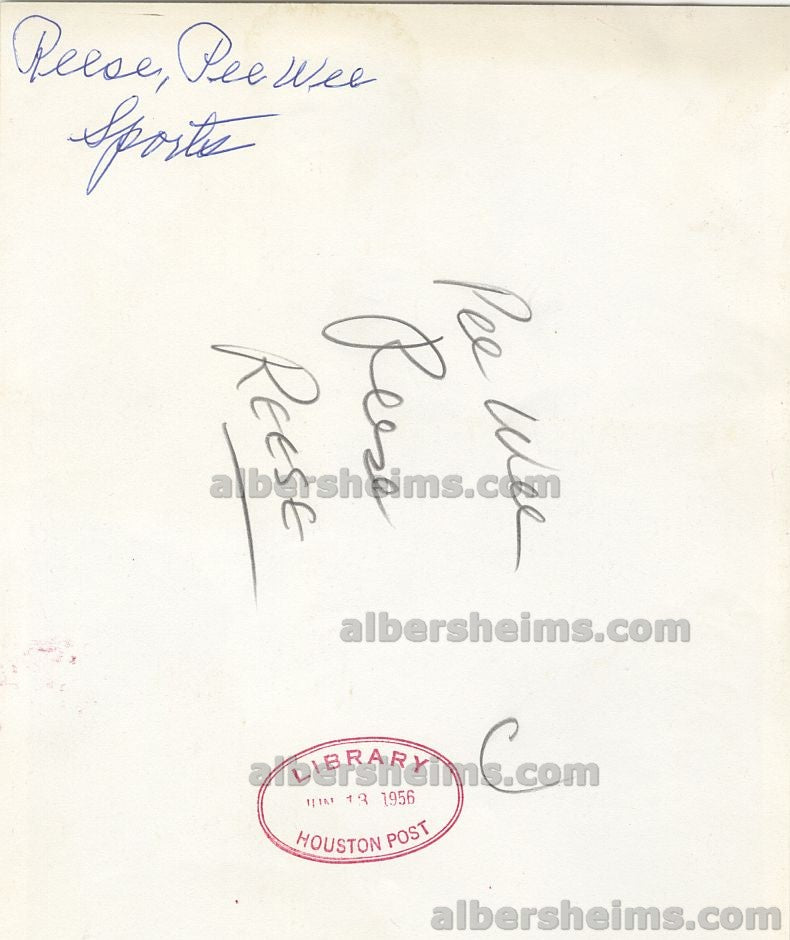 Reese, Pee Wee
Sports
Pee Wee
Reese
REESE
albersheims.com
albersheims.com
C
albersheims.com
LIBRARY
JUN 13 1956
HOUSTON POST
albersheims.com